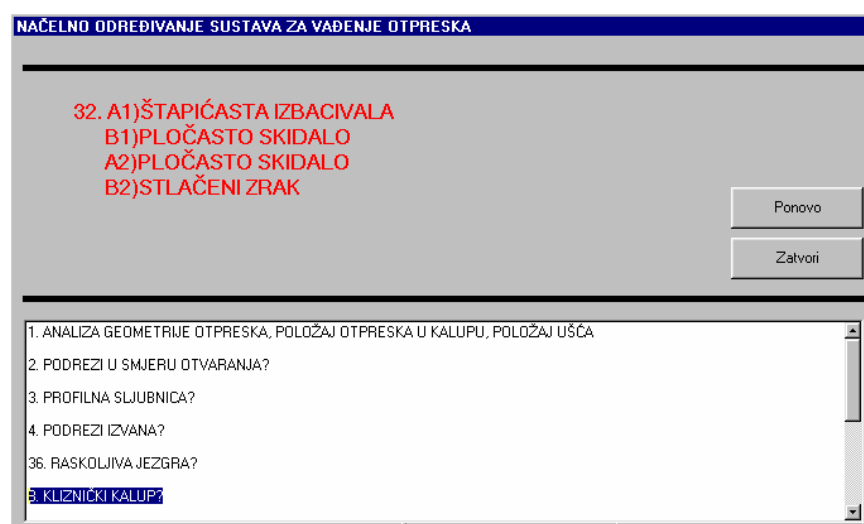 NAČELNO ODREĐIVANJE SUSTAVA ZA VAĐENJE OTPRESKA
32. A1)ŠTAPIĆASTA IZBACIVALA
B1)PLOČASTO SKIDALO
A2)PLOČASTO SKIDALO
B2)STLAČENI ZRAK
Ponovo
Zatvori
1. ANALIZA GEOMETRIJE OTPRESKA, POLOŽAJ OTPRESKA U KALUPU, POLOŽAJ UŠĆA
2. PODREZI U SMJERU OTVARANJA?
3. PROFILNA SLJUBNICA?
4. PODREZI IZVANA?
36. RASKOLJIVA JEZGRA?
8. KLIZNIČKI KALUP?